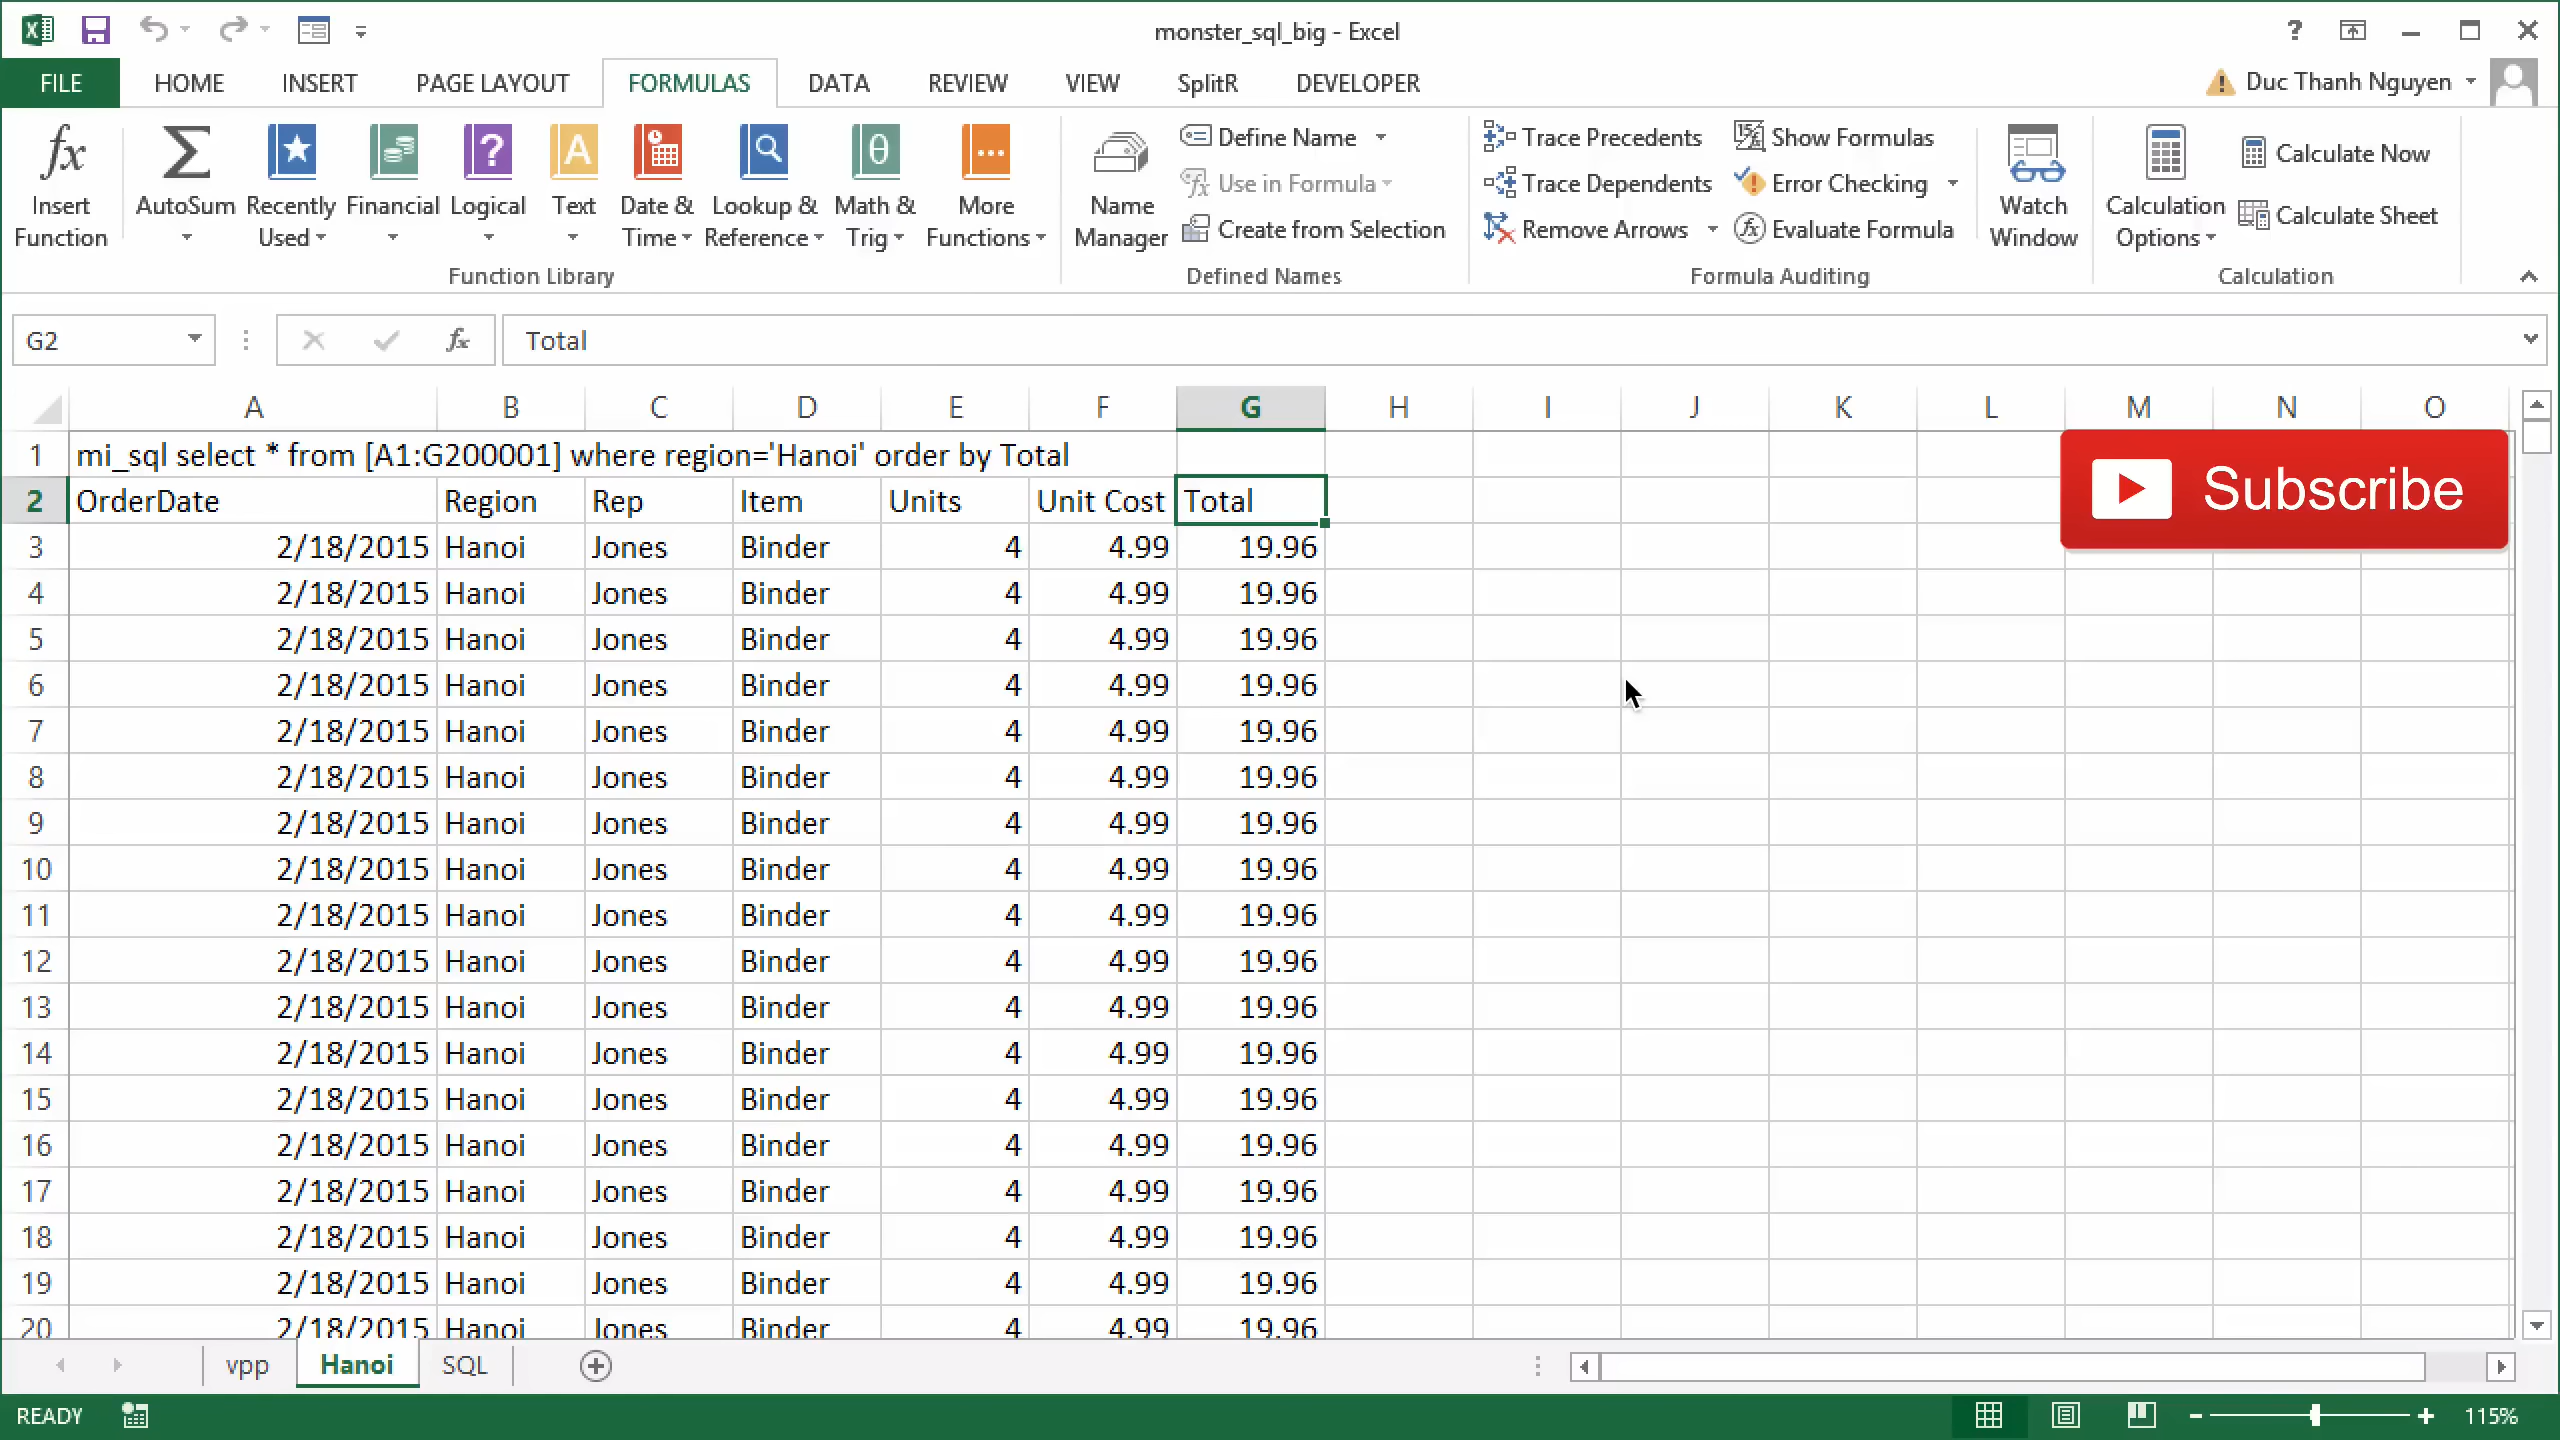 monster_sql_big - Excel
?
FILE HOME INSERT PAGE LAYOUT FORMULAS DATA REVIEW VIEW SplitR DEVELOPER Duc Thanh Nguyen
fx Insert Function
AutoSum
Recently Used
Financial
Logical
Text
Date & Time
Lookup & Reference
Math & Trig
More Functions
Function Library
Name Manager
Define Name
Use in Formula
Create from Selection
Defined Names
Trace Precedents
Trace Dependents
Remove Arrows
Show Formulas
Error Checking
Evaluate Formula
Formula Auditing
Watch Window
Calculation Options
Calculate Now
Calculate Sheet
Calculation
G2 fx Total
A B C D E F G H I J K L M N O
1 mi_sql select * from [A1:G200001] where region='Hanoi' order by Total
Subscribe
2 OrderDate Region Rep Item Units Unit Cost Total
3 2/18/2015 Hanoi Jones Binder 4 4.99 19.96
4 2/18/2015 Hanoi Jones Binder 4 4.99 19.96
5 2/18/2015 Hanoi Jones Binder 4 4.99 19.96
6 2/18/2015 Hanoi Jones Binder 4 4.99 19.96
7 2/18/2015 Hanoi Jones Binder 4 4.99 19.96
8 2/18/2015 Hanoi Jones Binder 4 4.99 19.96
9 2/18/2015 Hanoi Jones Binder 4 4.99 19.96
10 2/18/2015 Hanoi Jones Binder 4 4.99 19.96
11 2/18/2015 Hanoi Jones Binder 4 4.99 19.96
12 2/18/2015 Hanoi Jones Binder 4 4.99 19.96
13 2/18/2015 Hanoi Jones Binder 4 4.99 19.96
14 2/18/2015 Hanoi Jones Binder 4 4.99 19.96
15 2/18/2015 Hanoi Jones Binder 4 4.99 19.96
16 2/18/2015 Hanoi Jones Binder 4 4.99 19.96
17 2/18/2015 Hanoi Jones Binder 4 4.99 19.96
18 2/18/2015 Hanoi Jones Binder 4 4.99 19.96
19 2/18/2015 Hanoi Jones Binder 4 4.99 19.96
20 2/18/2015 Hanoi Jones Binder 4 4.99 19.96
vpp Hanoi SQL
READY 115%